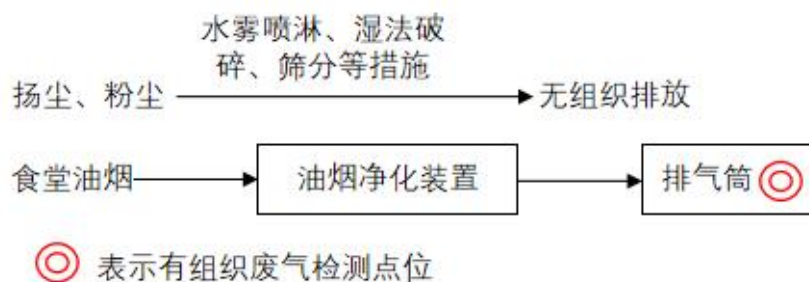 水雾喷淋、湿法破
碎、筛分等措施
扬尘、粉尘
无组织排放
食堂油烟
油烟净化装置
排气筒
表示有组织废气检测点位